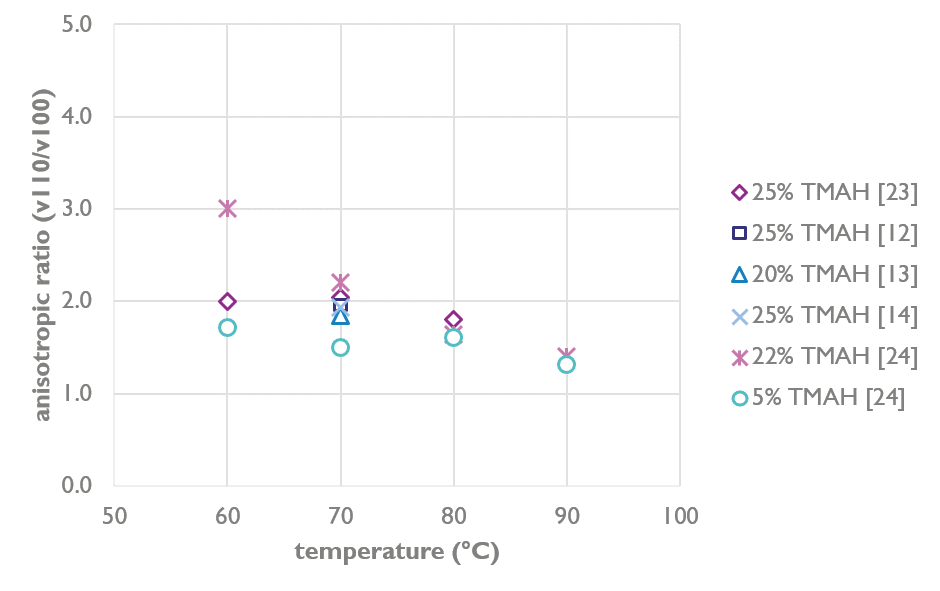 5.0
4.0
3.0
2.0
1.0
0.0
50 60 70 80 90 100
temperature (°C)
anisotropic ratio (v110/v100)
25% TMAH [23]
25% TMAH [12]
20% TMAH [13]
25% TMAH [14]
22% TMAH [24]
5% TMAH [24]